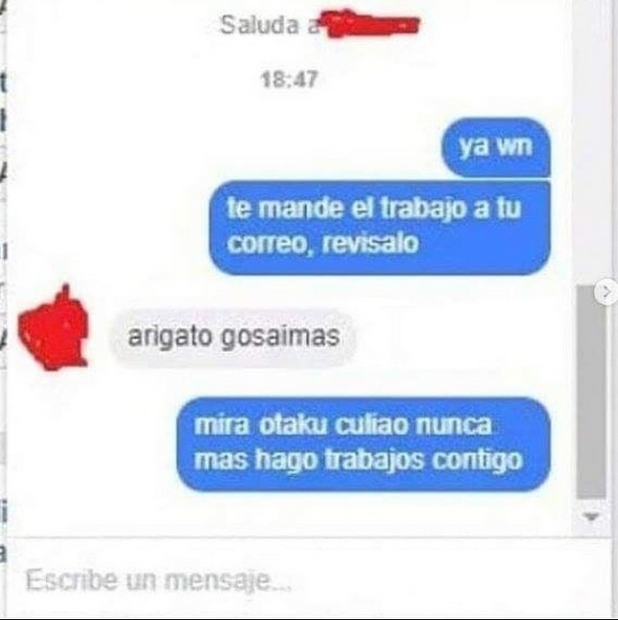 Saluda a
18:47
ya wn
te mande el trabajo a tu
correo, revisalo
arigato gosaimas
mira otaku culiao nunca
mas hago trabajos contigo
Escribe un mensaje...